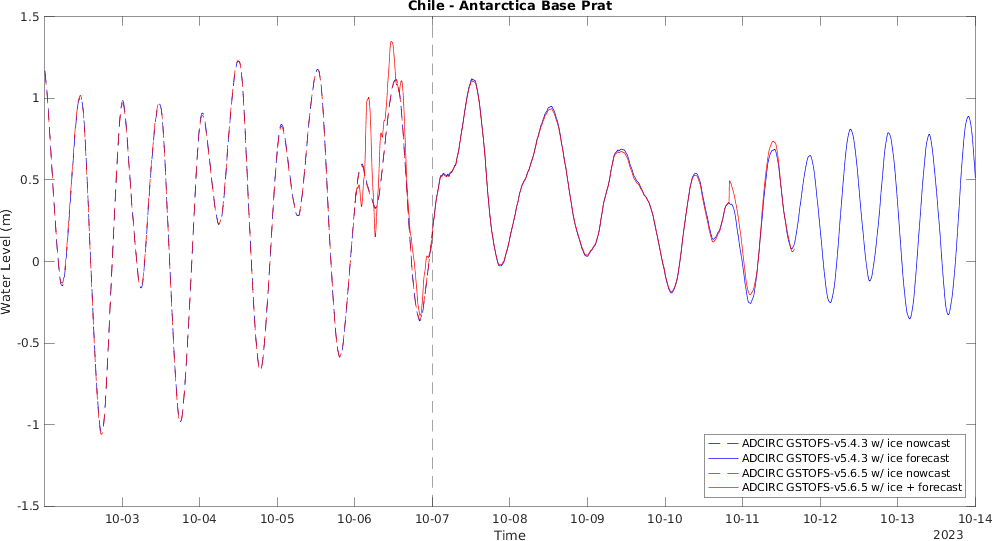 Chile - Antarctica Base Prat
1.5
1
0.5
0
-0.5
-1
-1.5
Water Level (m)
ADCIRC GSTOFS-v5.4.3 w/ ice nowcast
ADCIRC GSTOFS-v5.4.3 w/ ice forecast
ADCIRC GSTOFS-v5.6.5 w/ ice nowcast
ADCIRC GSTOFS-v5.6.5 w/ ice + forecast
10-03 10-04 10-05 10-06 10-07 10-08 10-09 10-10 10-11 10-12 10-13 10-14
Time
2023